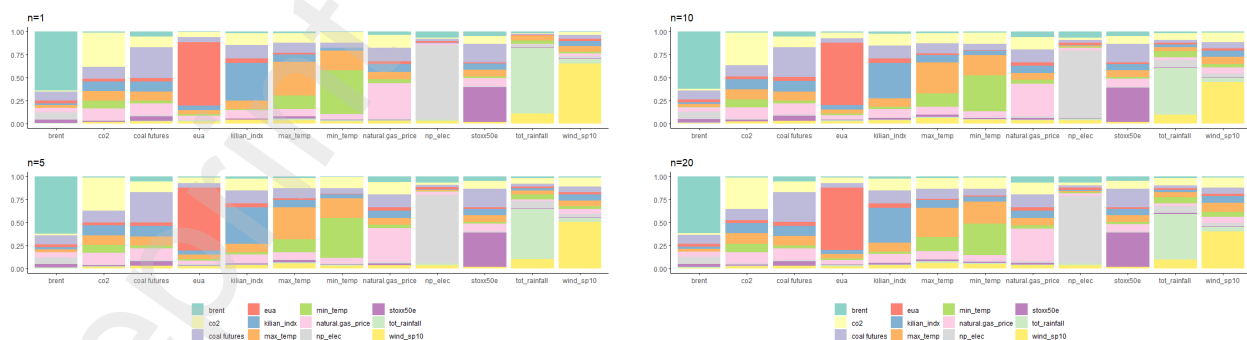 n=1
1.00
0.75
0.50
0.25
0.00
brent co2 coal futures eua kilian_indx max_temp min_temp natural.gas_price np_elec stoxx50e tot_rainfall wind_sp10
n=10
1.00
0.75
0.50
0.25
0.00
brent co2 coal futures eua kilian_indx max_temp min_temp natural.gas_price np_elec stoxx50e tot_rainfall wind_sp10
n=5
1.00
0.75
0.50
0.25
0.00
brent co2 coal futures eua kilian_indx max_temp min_temp natural.gas_price np_elec stoxx50e tot_rainfall wind_sp10
n=20
1.00
0.75
0.50
0.25
0.00
brent co2 coal futures eua kilian_indx max_temp min_temp natural.gas_price np_elec stoxx50e tot_rainfall wind_sp10
brent eua min_temp stoxx50e
co2 kilian_indx natural.gas_price tot_rainfall
coal futures max_temp np_elec wind_sp10
brent eua min_temp stoxx50e
co2 kilian_indx natural.gas_price tot_rainfall
coal futures max_temp np_elec wind_sp10